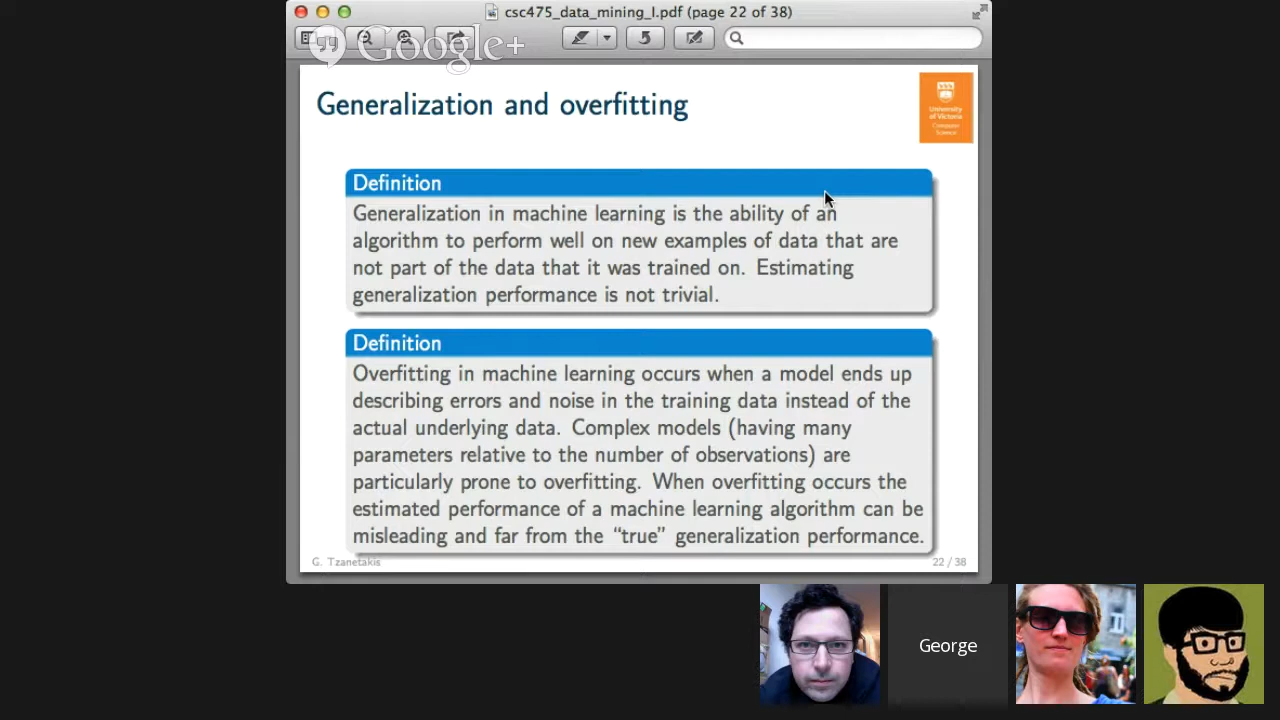 csc475_data_mining_I.pdf (page 22 of 38)
Google+
Generalization and overfitting
University
of Victoria
Computer
Science
Definition
Generalization in machine learning is the ability of an
algorithm to perform well on new examples of data that are
not part of the data that it was trained on. Estimating
generalization performance is not trivial.
Definition
Overfitting in machine learning occurs when a model ends up
describing errors and noise in the training data instead of the
actual underlying data. Complex models (having many
parameters relative to the number of observations) are
particularly prone to overfitting. When overfitting occurs the
estimated performance of a machine learning algorithm can be
misleading and far from the “true” generalization performance.
G. Tzanetakis
22 / 38
George